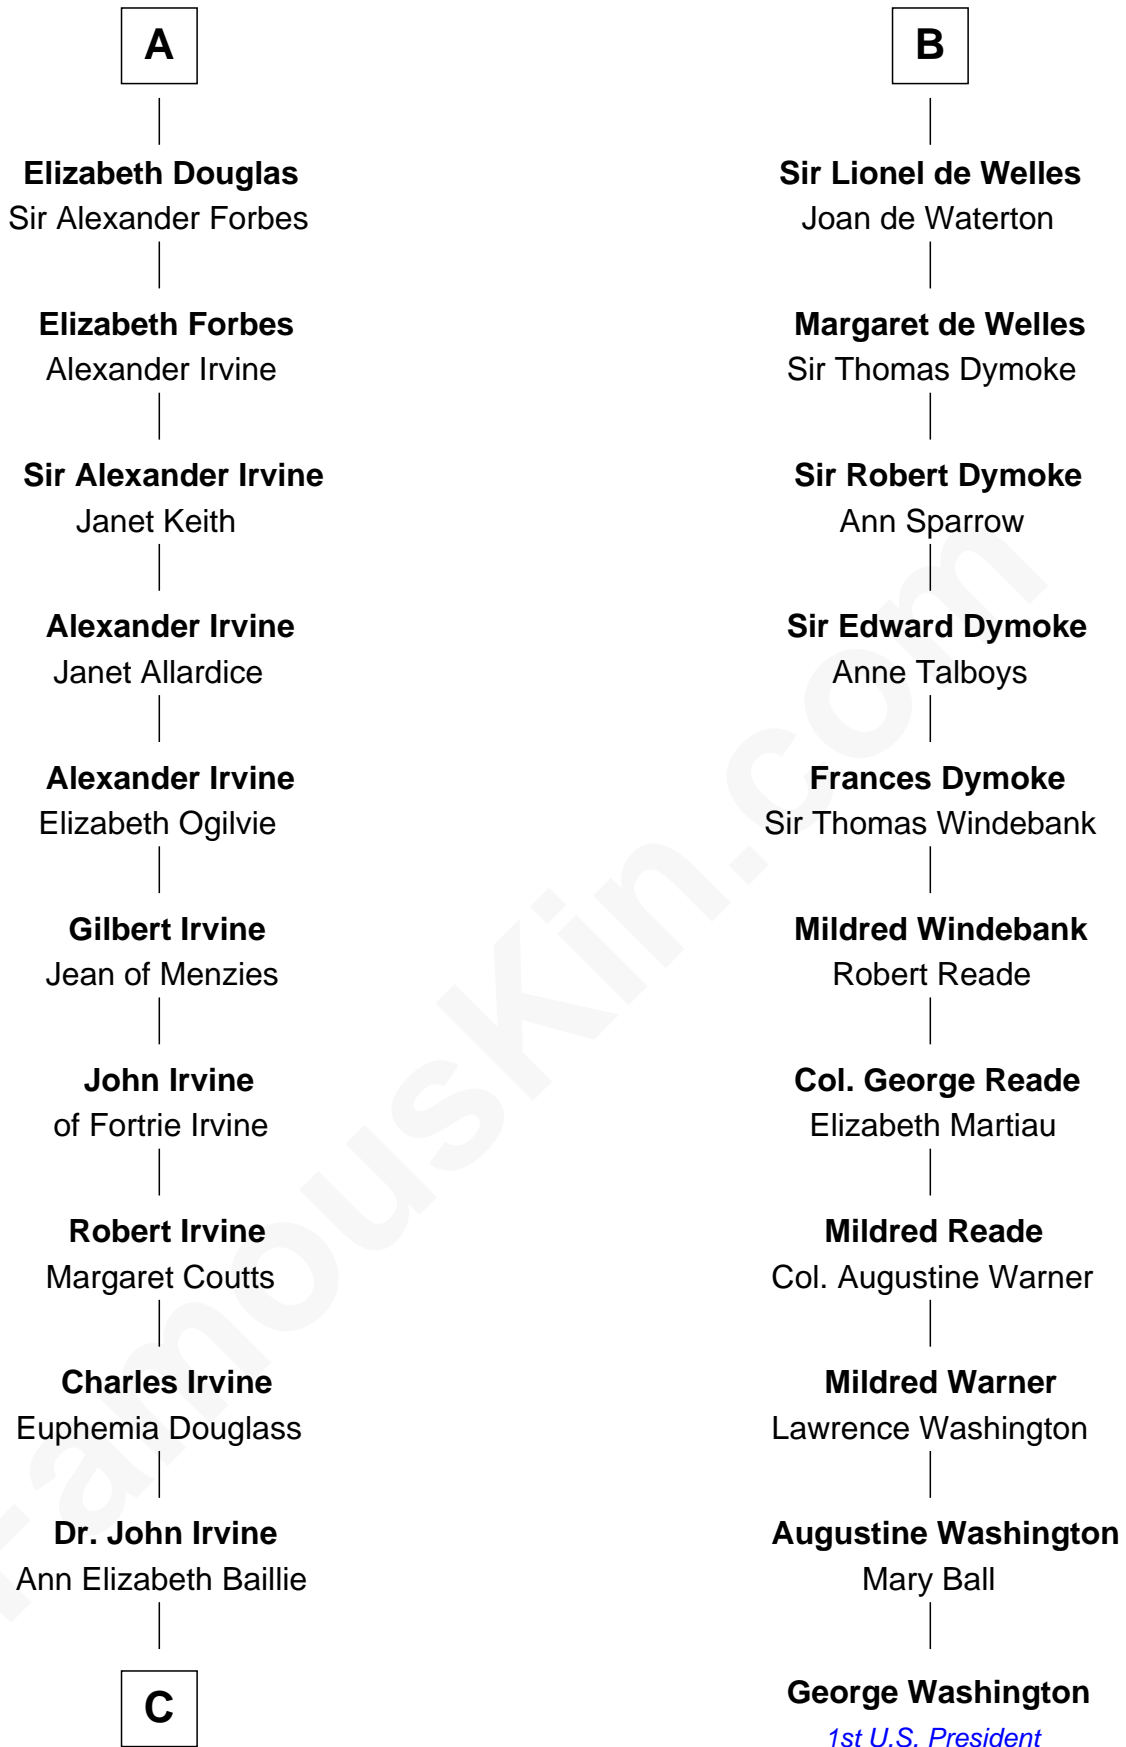 A
Elizabeth Douglas
Sir Alexander Forbes
Elizabeth Forbes
Alexander Irvine
Sir Alexander Irvine
Janet Keith
Alexander Irvine
Janet Allardice
Alexander Irvine
Elizabeth Ogilvie
Gilbert Irvine
Jean of Menzies
John Irvine
of Fortrie Irvine
Robert Irvine
Margaret Coutts
Charles Irvine
Euphemia Douglass
Dr. John Irvine
Ann Elizabeth Baillie
C
B
Sir Lionel de Welles
Joan de Waterton
Margaret de Welles
Sir Thomas Dymoke
Sir Robert Dymoke
Ann Sparrow
Sir Edward Dymoke
Anne Talboys
Frances Dymoke
Sir Thomas Windebank
Mildred Windebank
Robert Reade
Col. George Reade
Elizabeth Martiau
Mildred Reade
Col. Augustine Warner
Mildred Warner
Lawrence Washington
Augustine Washington
Mary Ball
George Washington
1st U.S. President
FamousKin.com